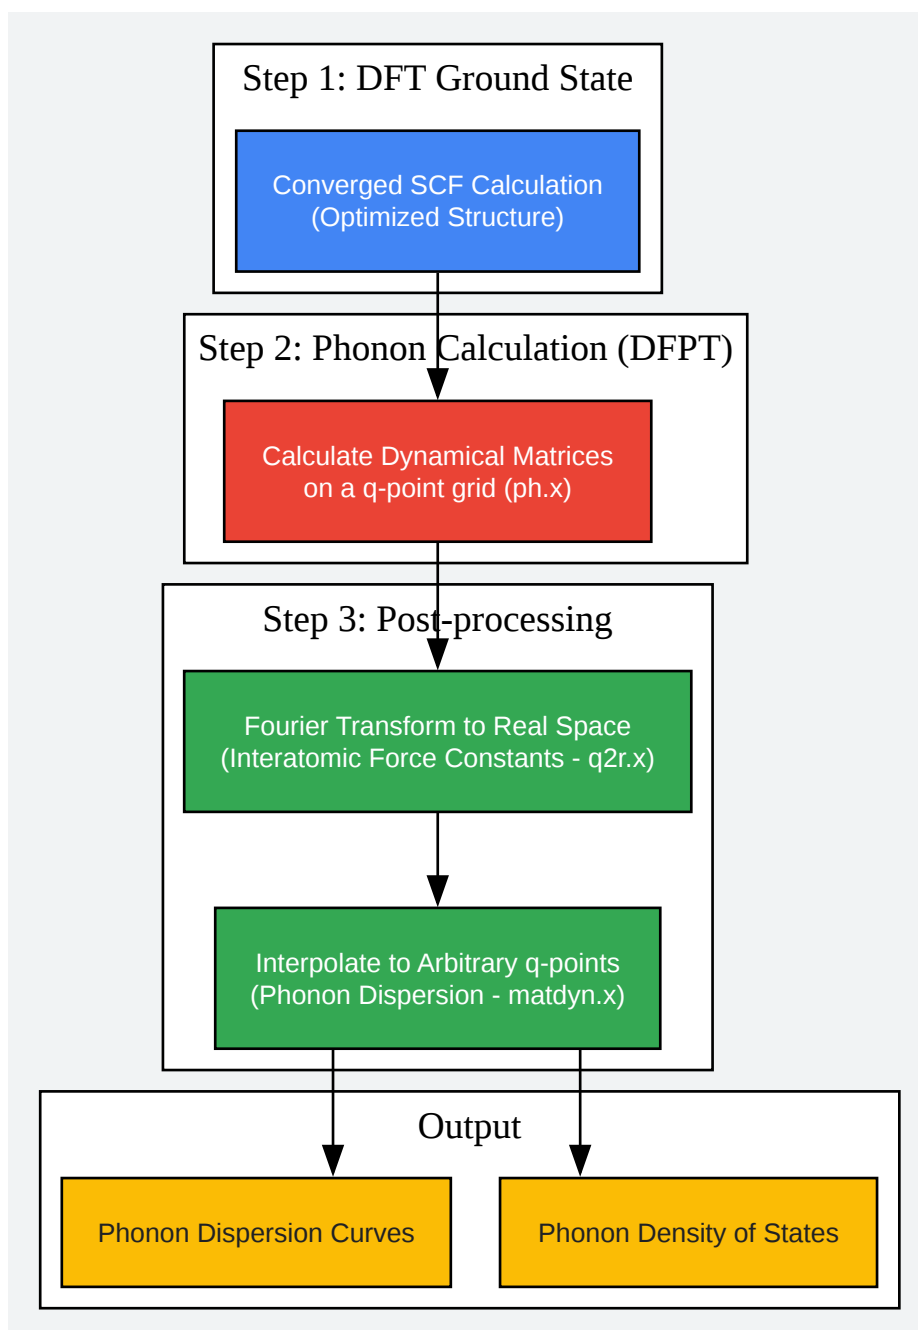 Step 1: DFT Ground State
Converged SCF Calculation
(Optimized Structure)
Step 2: Phonon Calculation (DFPT)
Calculate Dynamical Matrices
on a q-point grid (ph.x)
Step 3: Post-processing
Fourier Transform to Real Space
(Interatomic Force Constants - q2r.x)
Interpolate to Arbitrary q-points
(Phonon Dispersion - matdyn.x)
Output
Phonon Dispersion Curves
Phonon Density of States